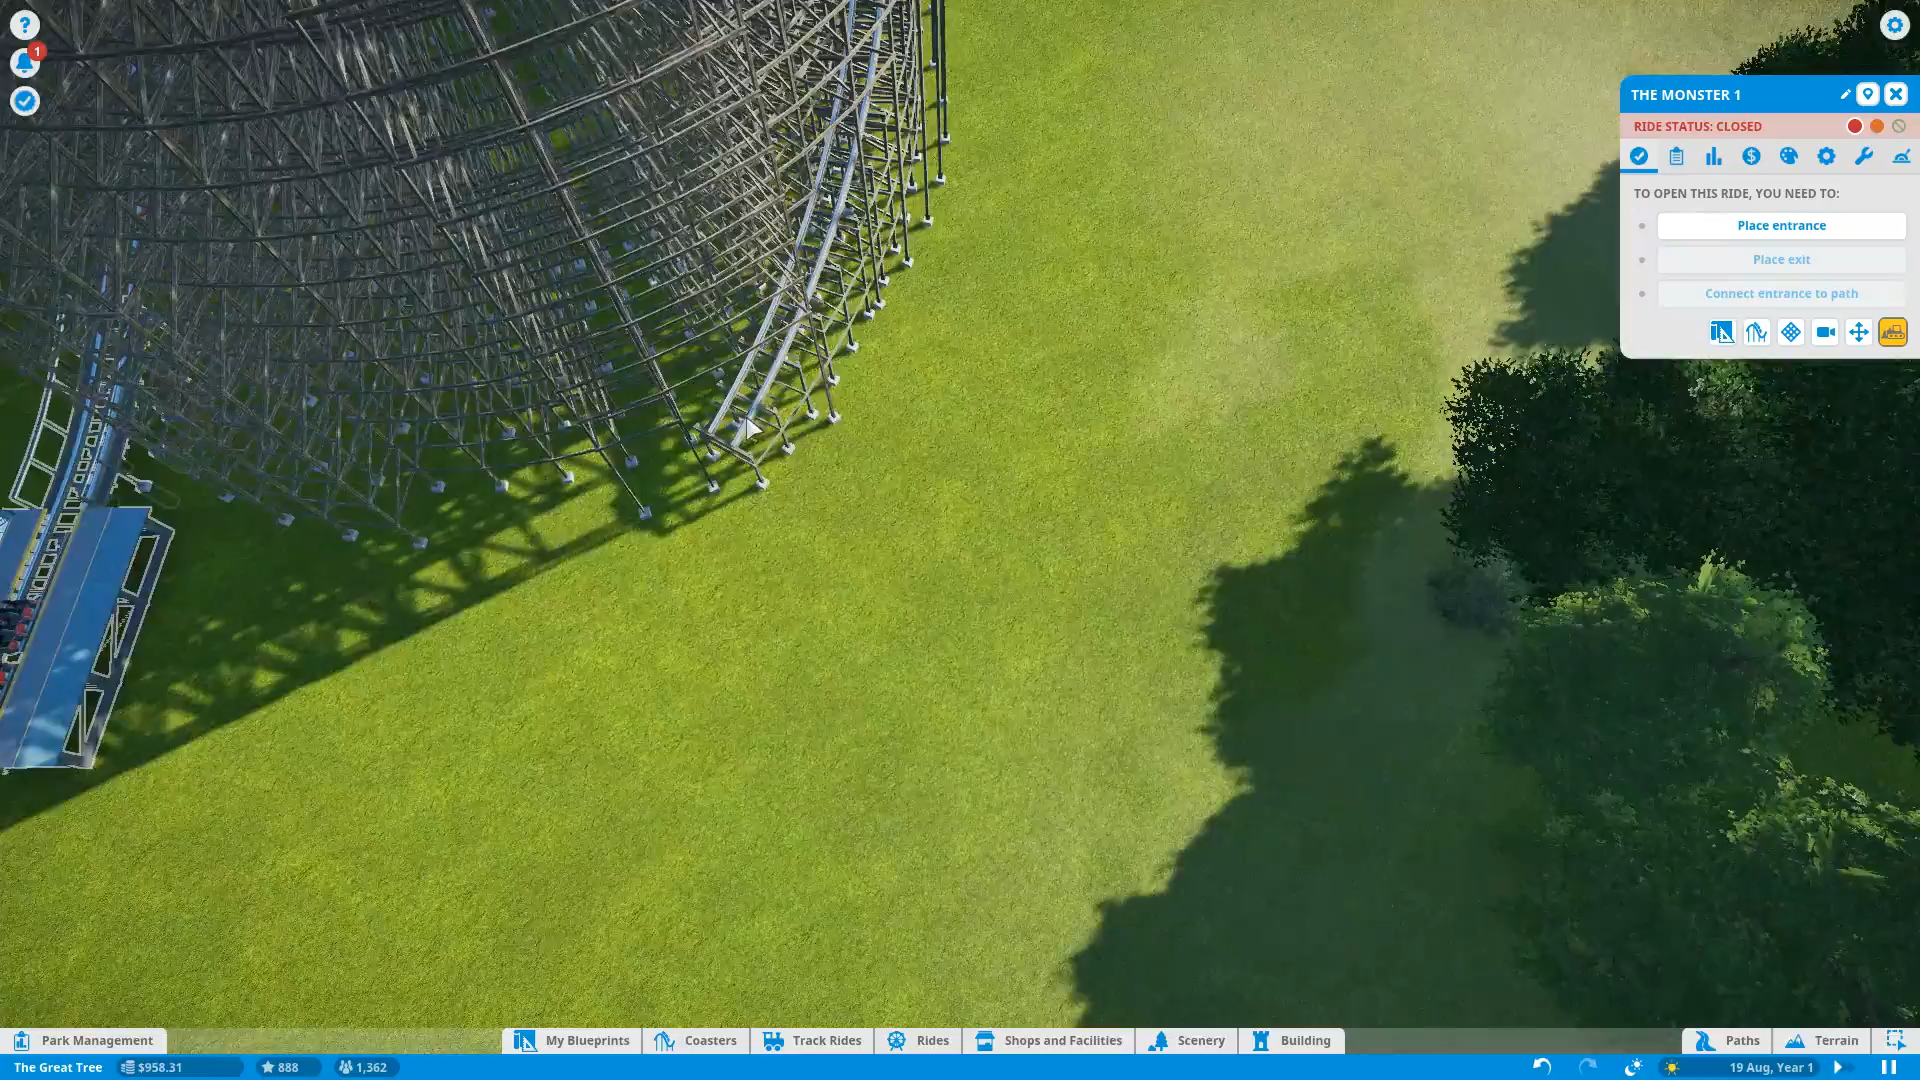 ?
1
THE MONSTER 1
RIDE STATUS: CLOSED
TO OPEN THIS RIDE, YOU NEED TO:
Place entrance
Place exit
Connect entrance to path
Park Management
My Blueprints
Coasters
Track Rides
Rides
Shops and Facilities
Scenery
Building
Paths
Terrain
The Great Tree
$958.31
888
1,362
19 Aug, Year 1